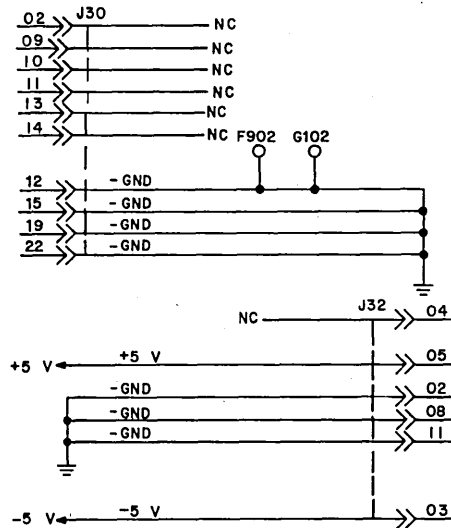 02 J30 NC
09 NC
10 NC
11 NC
13 NC
14 NC
F902 G102
12 -GND
15 -GND
19 -GND
22 -GND
NC J32 04
+5 V +5 V 05
-GND 02
-GND 08
-GND 11
-5 V -5 V 03